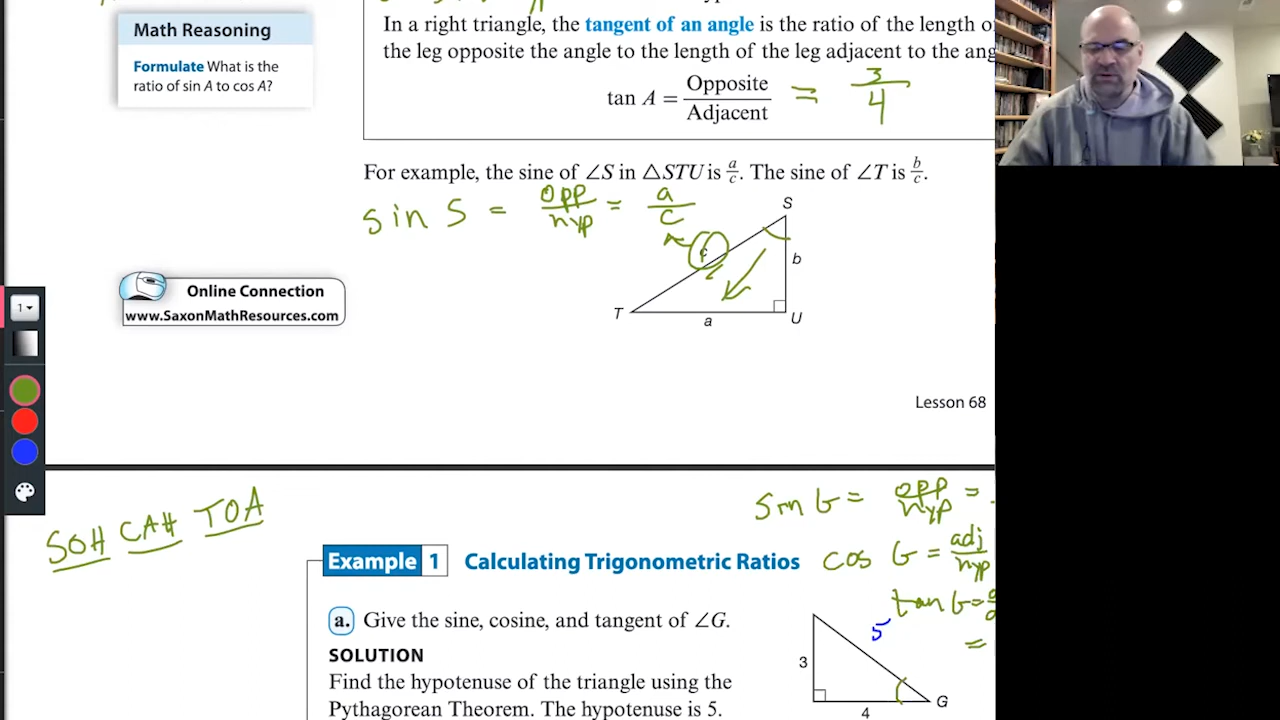 Math Reasoning
Formulate What is the
ratio of sin A to cos A?
In a right triangle, the tangent of an angle is the ratio of the length o
the leg opposite the angle to the length of the leg adjacent to the ang
tan A = Opposite/Adjacent = 3/4
For example, the sine of ∠S in △STU is a/c. The sine of ∠T is b/c.
sin S = opp/hyp = a/c
S
c
b
T
U
a
Online Connection
www.SaxonMathResources.com
1
Lesson 68
SOH CAH TOA
sin G = opp/hyp =
cos G = adj/hyp
tan G =
=
Example 1 Calculating Trigonometric Ratios
a. Give the sine, cosine, and tangent of ∠G.
5
SOLUTION
3
Find the hypotenuse of the triangle using the
G
Pythagorean Theorem. The hypotenuse is 5.
4